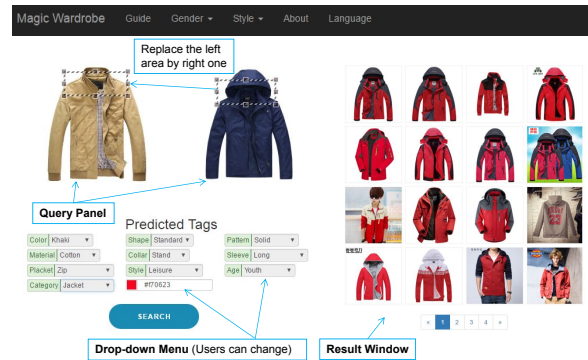 Magic Wardrobe Guide Gender Style About Language
Replace the left
area by right one
Query Panel
Predicted Tags
Color Khaki Shape Standard Pattern Solid
Material Cotton Collar Stand Sleeve Long
Placket Zip Style Leisure Age Youth
Category Jacket #f70623
SEARCH
« 1 2 3 4 »
Drop-down Menu (Users can change)
Result Window